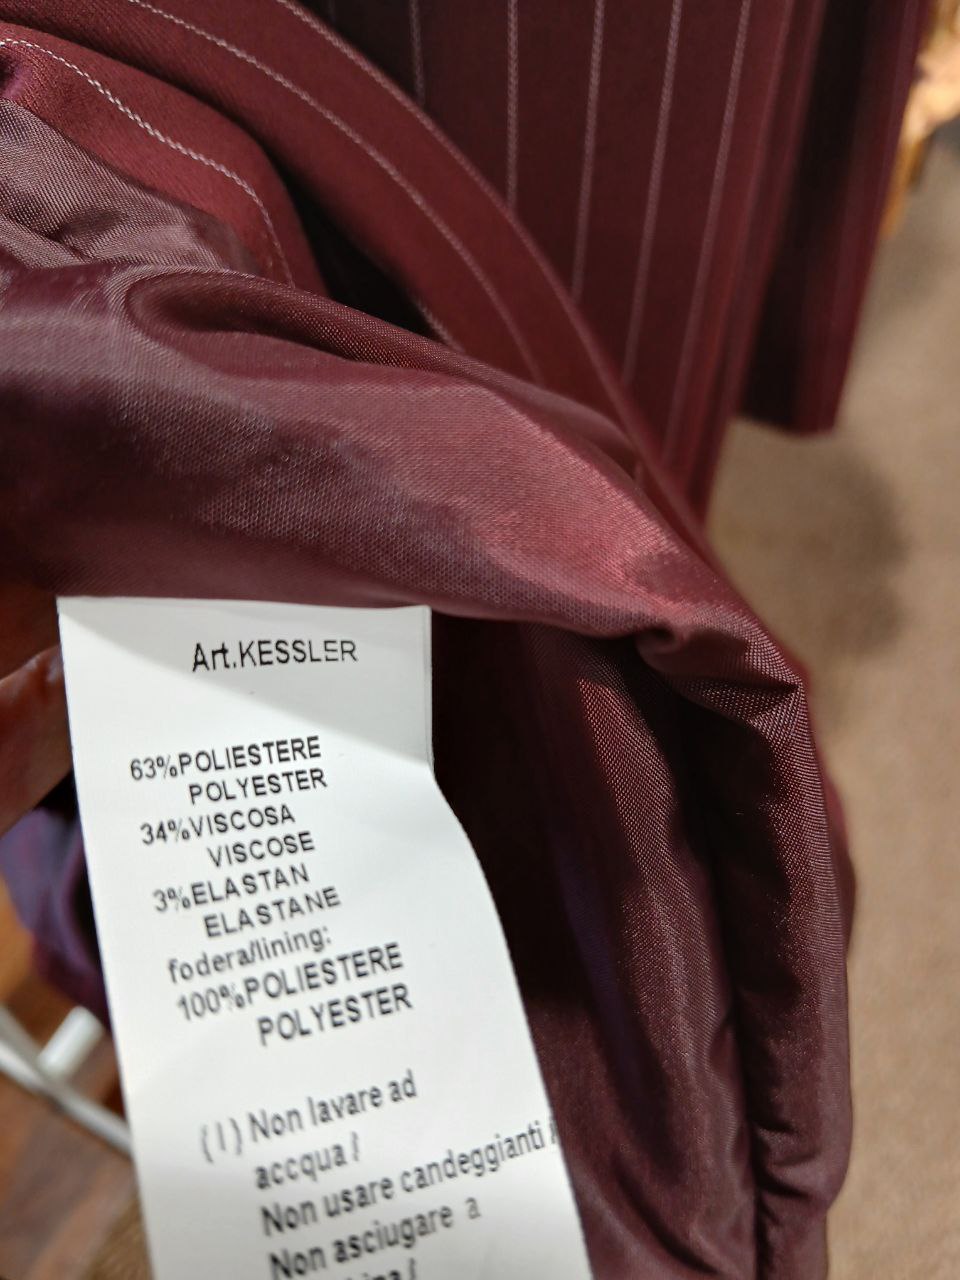 Art.KESSLER
63%POLIESTERE
POLYESTER
34%VISCOSA
VISCOSE
3%ELASTAN
ELASTANE
fodera/lining:
100%POLIESTERE
POLYESTER
(I) Non lavare ad
accqua/
Non usare candeggianti/
Non asciugare a